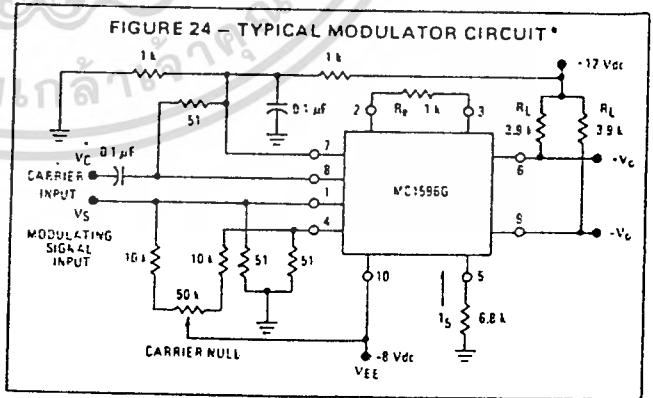 FIGURE 24 – TYPICAL MODULATOR CIRCUIT*
1 k
1 k
-12 Vdc
51
0.1 µF
2
Re
1 k
3
RL
3.9 k
RL
3.9 k
VC
0.1 µF
CARRIER
INPUT
VS
MODULATING
SIGNAL
INPUT
7
8
1
4
MC1596G
6
-Vo
9
-Vo
10 k
10 k
51
51
50 k
10
5
I5
6.8 k
CARRIER NULL
-8 Vdc
VEE